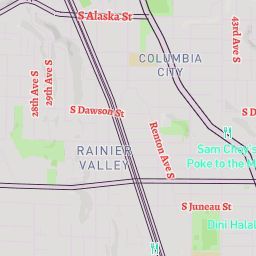 S Alaska St
43rd Ave S
COLUMBIA
CITY
28th Ave S
29th Ave S
S Dawson St
S D
Renton Ave S
Sam Choy's
Poke to the M
RAINIER
VALLEY
S Juneau St
Dini Halal